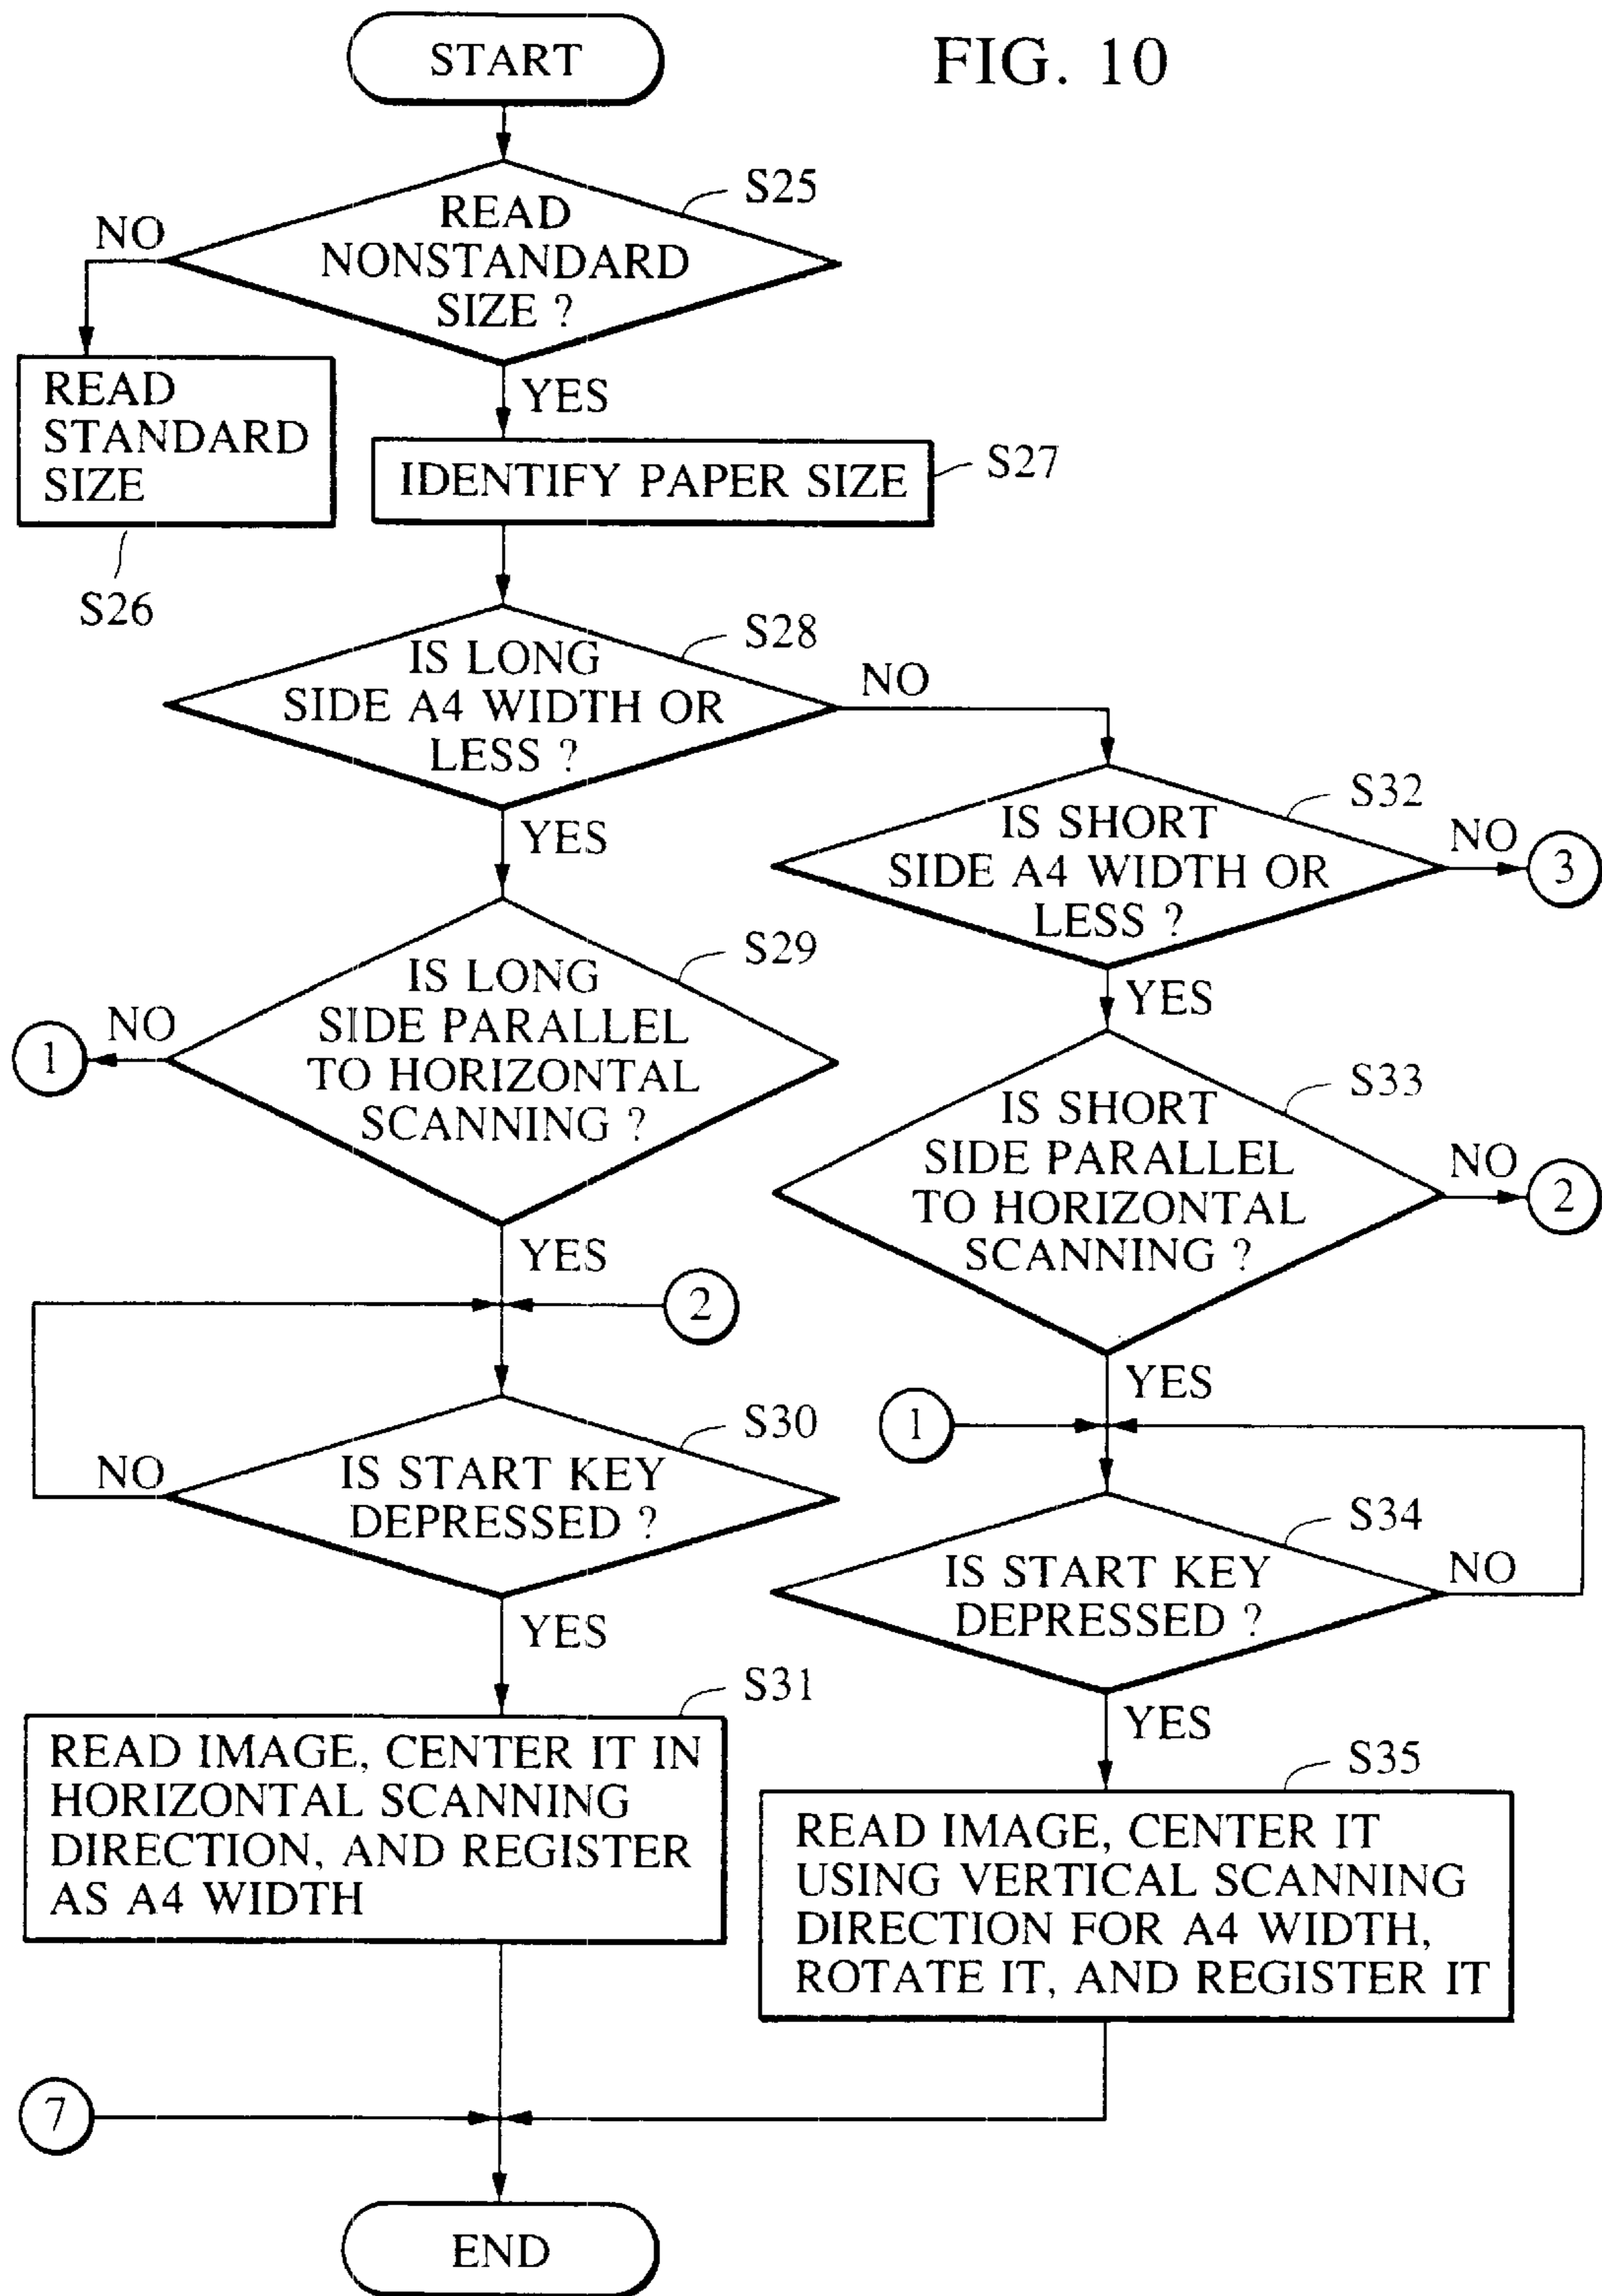 FIG. 10
START
S25
READ
NONSTANDARD
SIZE ?
NO
YES
READ
STANDARD
SIZE
S26
IDENTIFY PAPER SIZE
S27
S28
IS LONG
SIDE A4 WIDTH OR
LESS ?
NO
YES
S32
IS SHORT
SIDE A4 WIDTH OR
LESS ?
NO
3
YES
S29
IS LONG
SIDE PARALLEL
TO HORIZONTAL
SCANNING ?
NO
1
YES
2
S33
IS SHORT
SIDE PARALLEL
TO HORIZONTAL
SCANNING ?
NO
2
YES
1
S30
IS START KEY
DEPRESSED ?
NO
YES
S34
IS START KEY
DEPRESSED ?
NO
YES
S31
READ IMAGE, CENTER IT IN
HORIZONTAL SCANNING
DIRECTION, AND REGISTER
AS A4 WIDTH
S35
READ IMAGE, CENTER IT
USING VERTICAL SCANNING
DIRECTION FOR A4 WIDTH,
ROTATE IT, AND REGISTER IT
7
END